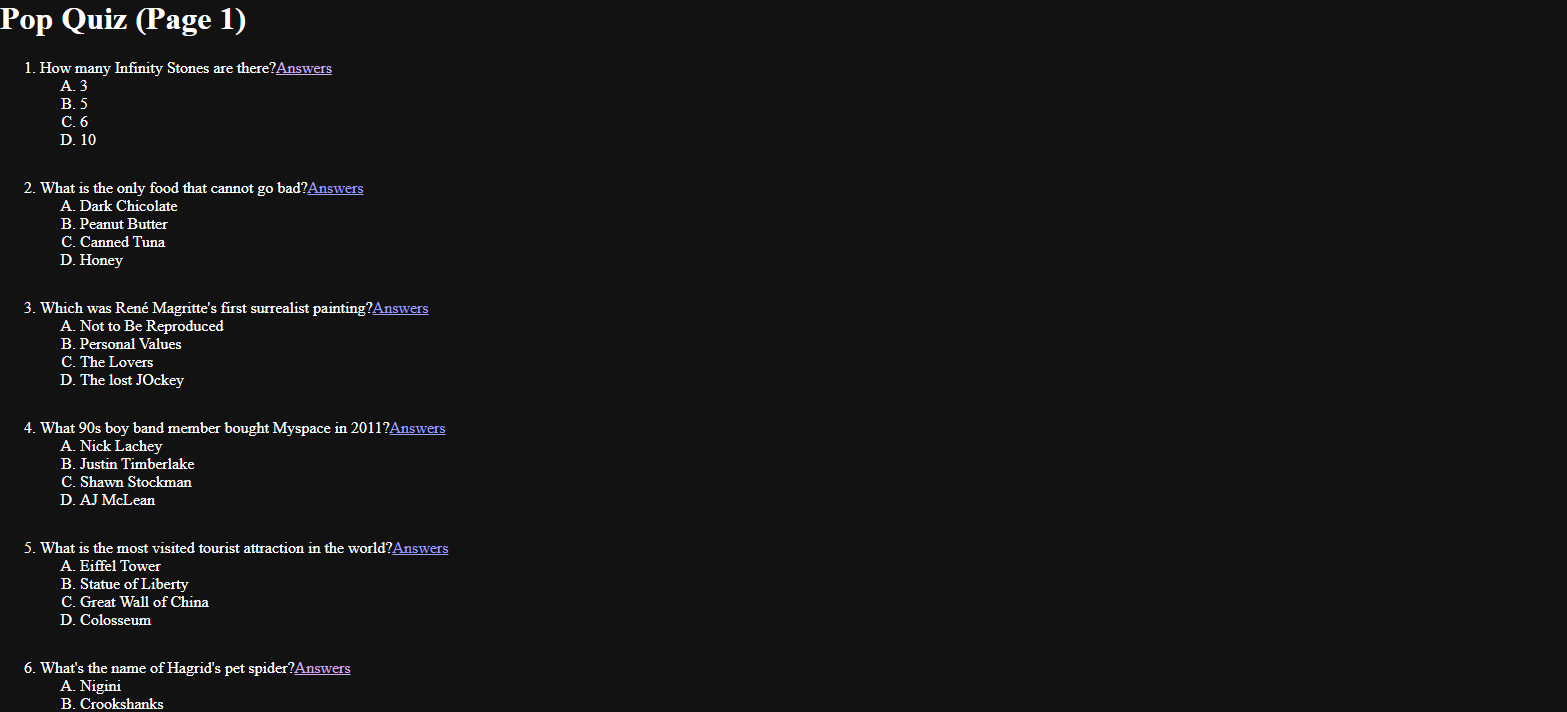 Pop Quiz (Page 1)
1. How many Infinity Stones are there?Answers
A. 3
B. 5
C. 6
D. 10
2. What is the only food that cannot go bad?Answers
A. Dark Chicolate
B. Peanut Butter
C. Canned Tuna
D. Honey
3. Which was René Magritte's first surrealist painting?Answers
A. Not to Be Reproduced
B. Personal Values
C. The Lovers
D. The lost JOckey
4. What 90s boy band member bought Myspace in 2011?Answers
A. Nick Lachey
B. Justin Timberlake
C. Shawn Stockman
D. AJ McLean
5. What is the most visited tourist attraction in the world?Answers
A. Eiffel Tower
B. Statue of Liberty
C. Great Wall of China
D. Colosseum
6. What's the name of Hagrid's pet spider?Answers
A. Nigini
B. Crookshanks